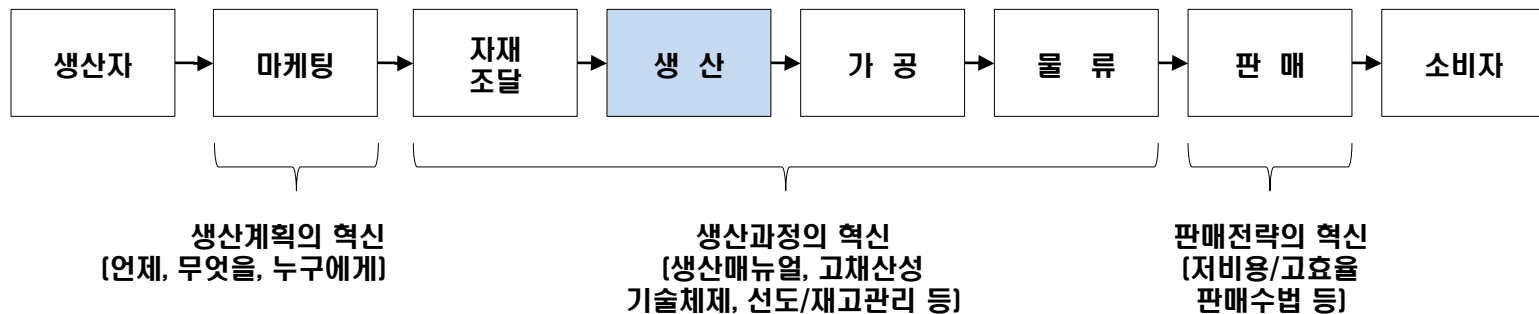 생산자
마케팅
자재
조달
생 산
가 공
물 류
판 매
소비자
생산계획의 혁신
(언제, 무엇을, 누구에게)
생산과정의 혁신
(생산매뉴얼, 고채산성
기술체제, 선도/재고관리 등)
판매전략의 혁신
(저비용/고효율
판매수법 등)